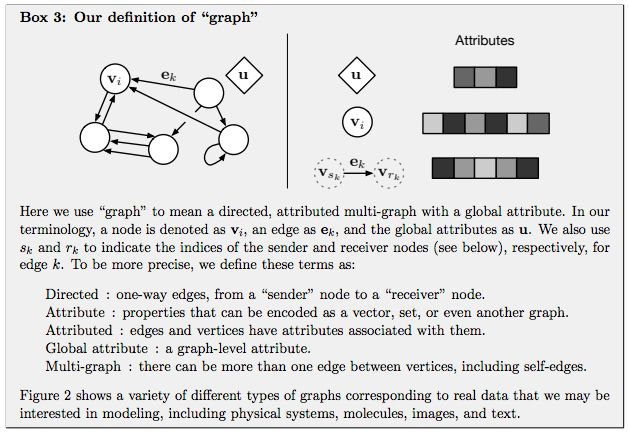 Box 3: Our definition of “graph”
Attributes
v_i
e_k
u
u
v_i
e_k
v_{s_k}
v_{r_k}
Here we use “graph” to mean a directed, attributed multi-graph with a global attribute. In our
terminology, a node is denoted as v_i, an edge as e_k, and the global attributes as u. We also use
s_k and r_k to indicate the indices of the sender and receiver nodes (see below), respectively, for
edge k. To be more precise, we define these terms as:
Directed : one-way edges, from a “sender” node to a “receiver” node.
Attribute : properties that can be encoded as a vector, set, or even another graph.
Attributed : edges and vertices have attributes associated with them.
Global attribute : a graph-level attribute.
Multi-graph : there can be more than one edge between vertices, including self-edges.
Figure 2 shows a variety of different types of graphs corresponding to real data that we may be
interested in modeling, including physical systems, molecules, images, and text.